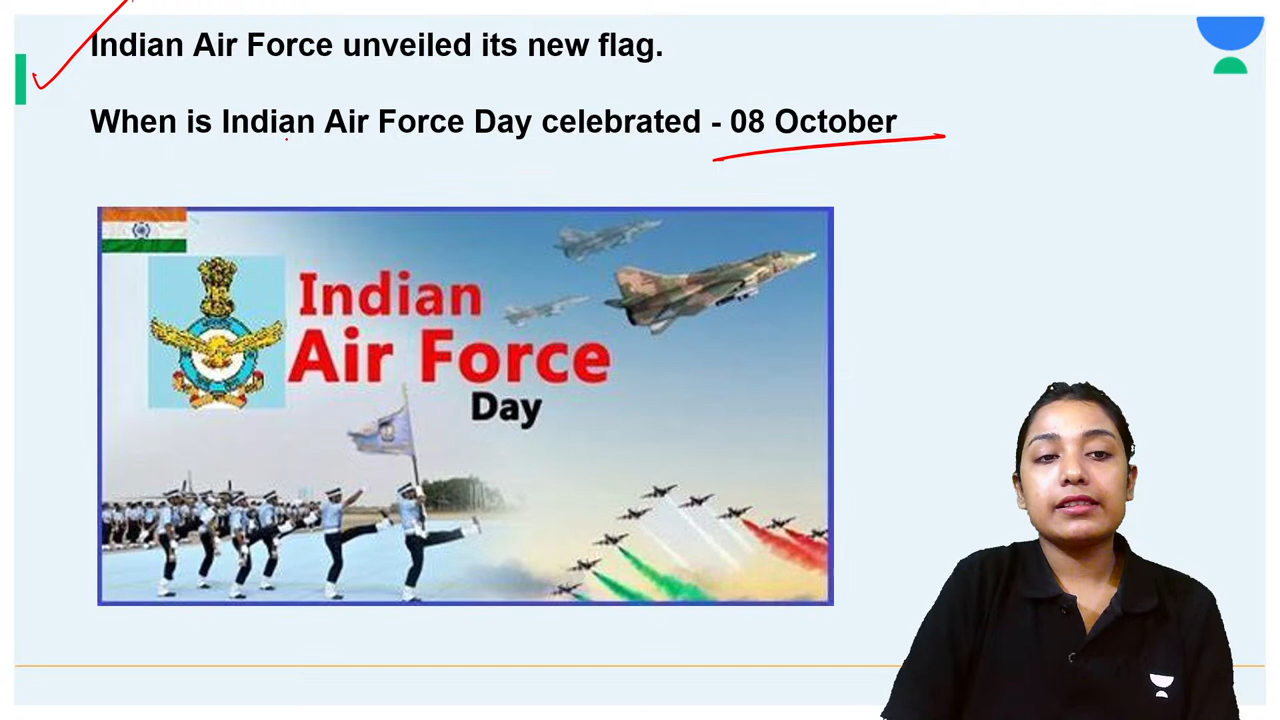 Indian Air Force unveiled its new flag.
When is Indian Air Force Day celebrated - 08 October
Indian
Air Force
Day